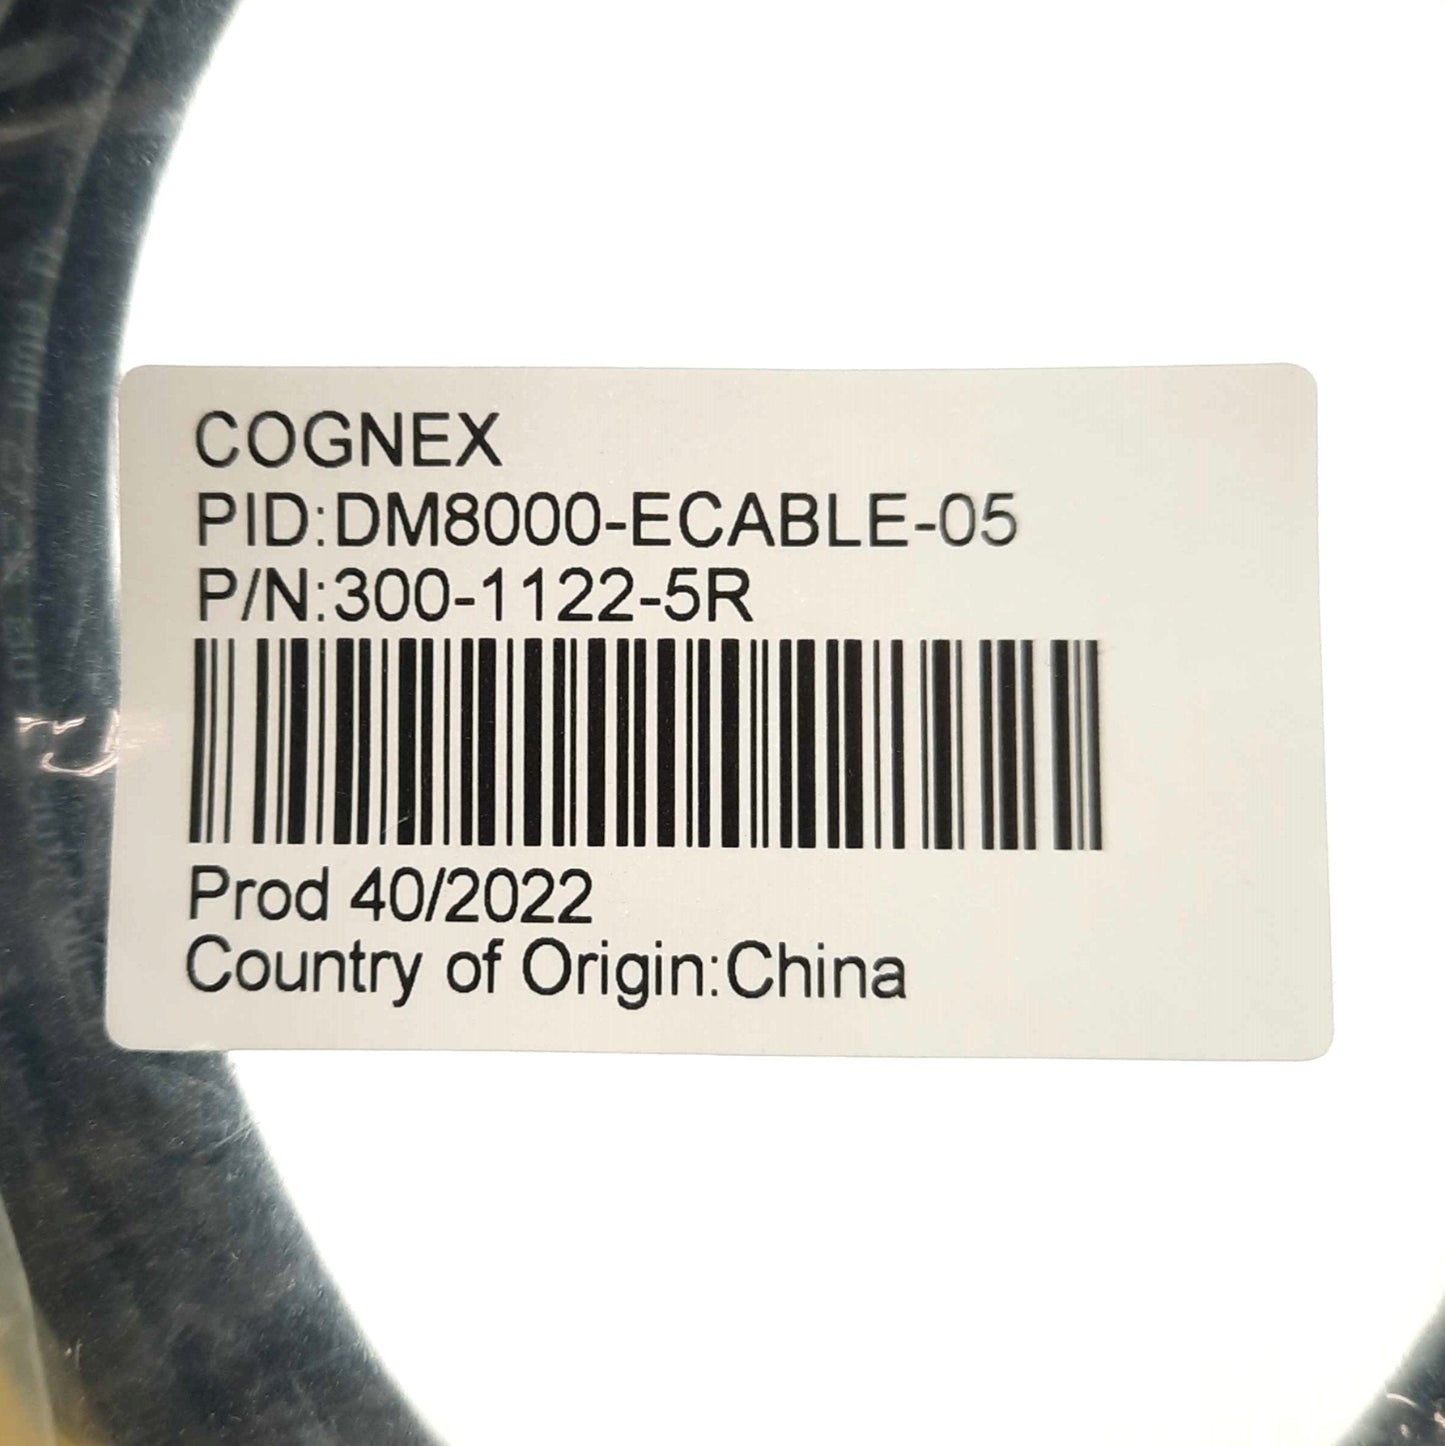 COGNEX
PID:DM8000-ECABLE-05
P/N:300-1122-5R
Prod 40/2022
Country of Origin:China